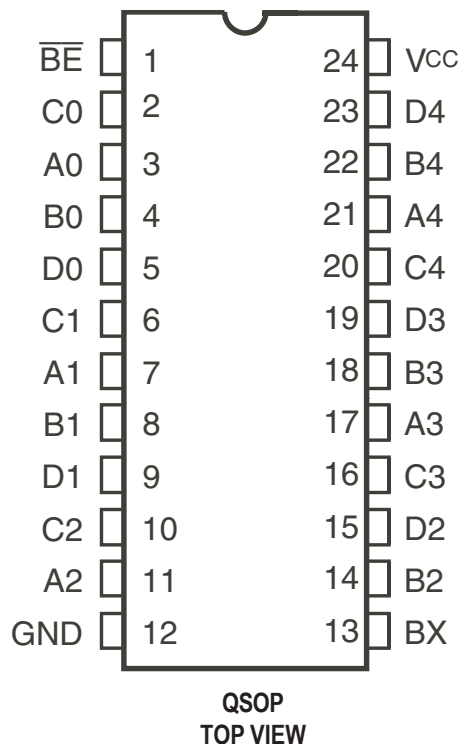 B̅E̅ 1 24 VCC
C0 2 23 D4
A0 3 22 B4
B0 4 21 A4
D0 5 20 C4
C1 6 19 D3
A1 7 18 B3
B1 8 17 A3
D1 9 16 C3
C2 10 15 D2
A2 11 14 B2
GND 12 13 BX
QSOP
TOP VIEW